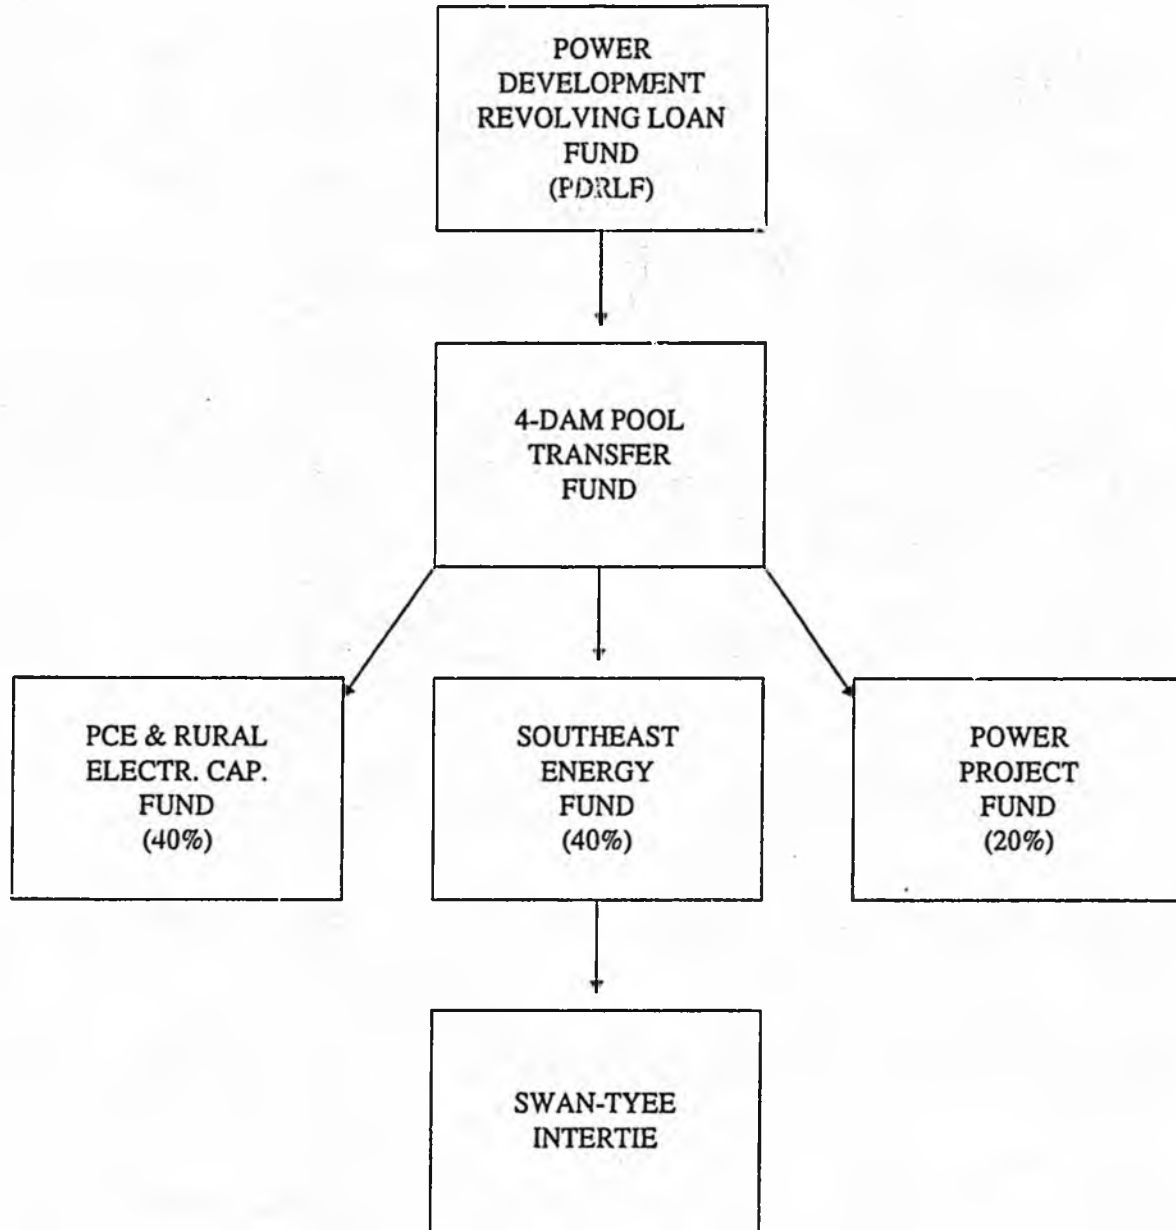 POWER
DEVELOPMENT
REVOLVING LOAN
FUND
(PDRLF)
4-DAM POOL
TRANSFER
FUND
PCE & RURAL
ELECTR. CAP.
FUND
(40%)
SOUTHEAST
ENERGY
FUND
(40%)
POWER
PROJECT
FUND
(20%)
SWAN-TYEE
INTERTIE